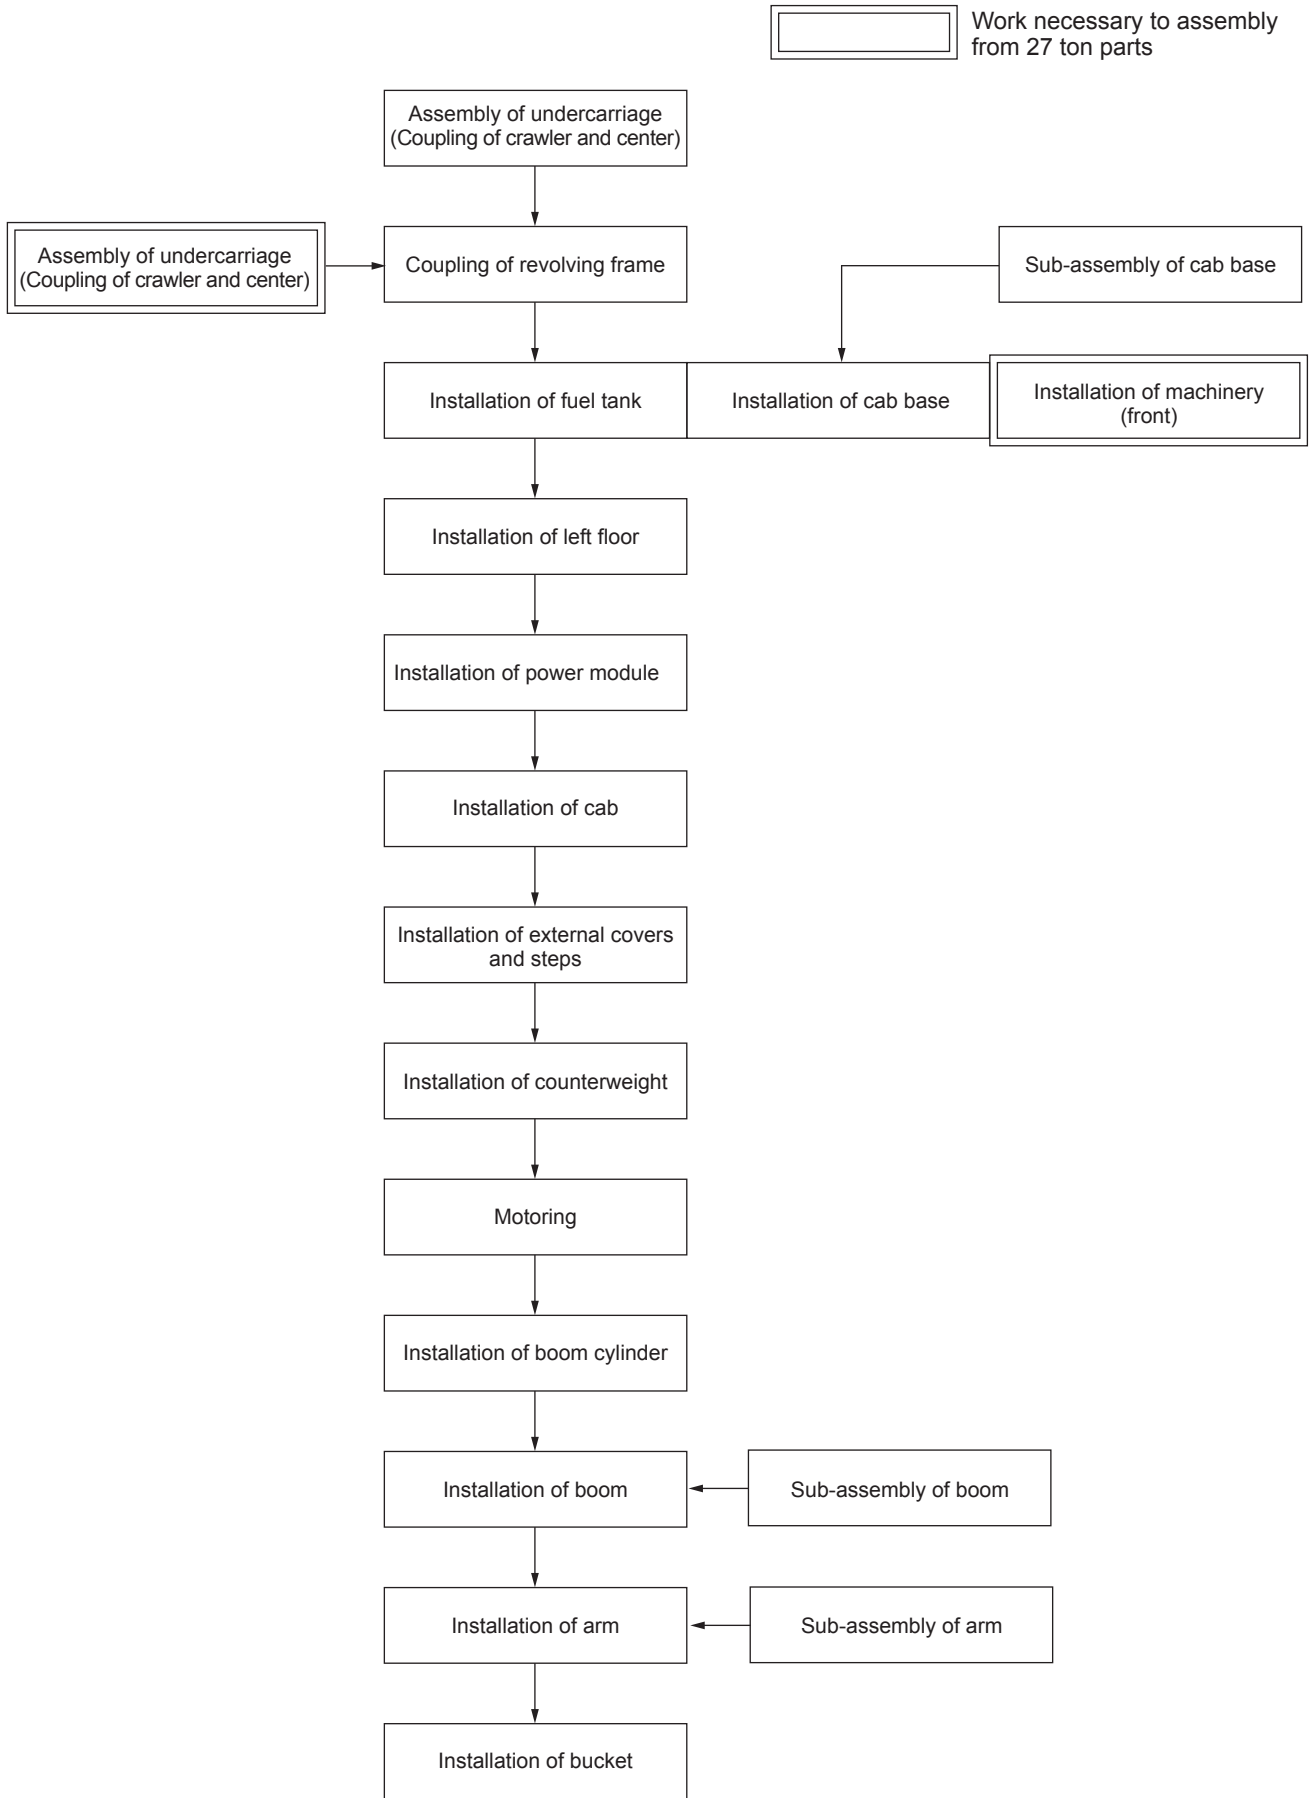 Work necessary to assembly
from 27 ton parts
Assembly of undercarriage
(Coupling of crawler and center)
Assembly of undercarriage
(Coupling of crawler and center)
Coupling of revolving frame
Sub-assembly of cab base
Installation of fuel tank
Installation of cab base
Installation of machinery
(front)
Installation of left floor
Installation of power module
Installation of cab
Installation of external covers
and steps
Installation of counterweight
Motoring
Installation of boom cylinder
Installation of boom
Sub-assembly of boom
Installation of arm
Sub-assembly of arm
Installation of bucket